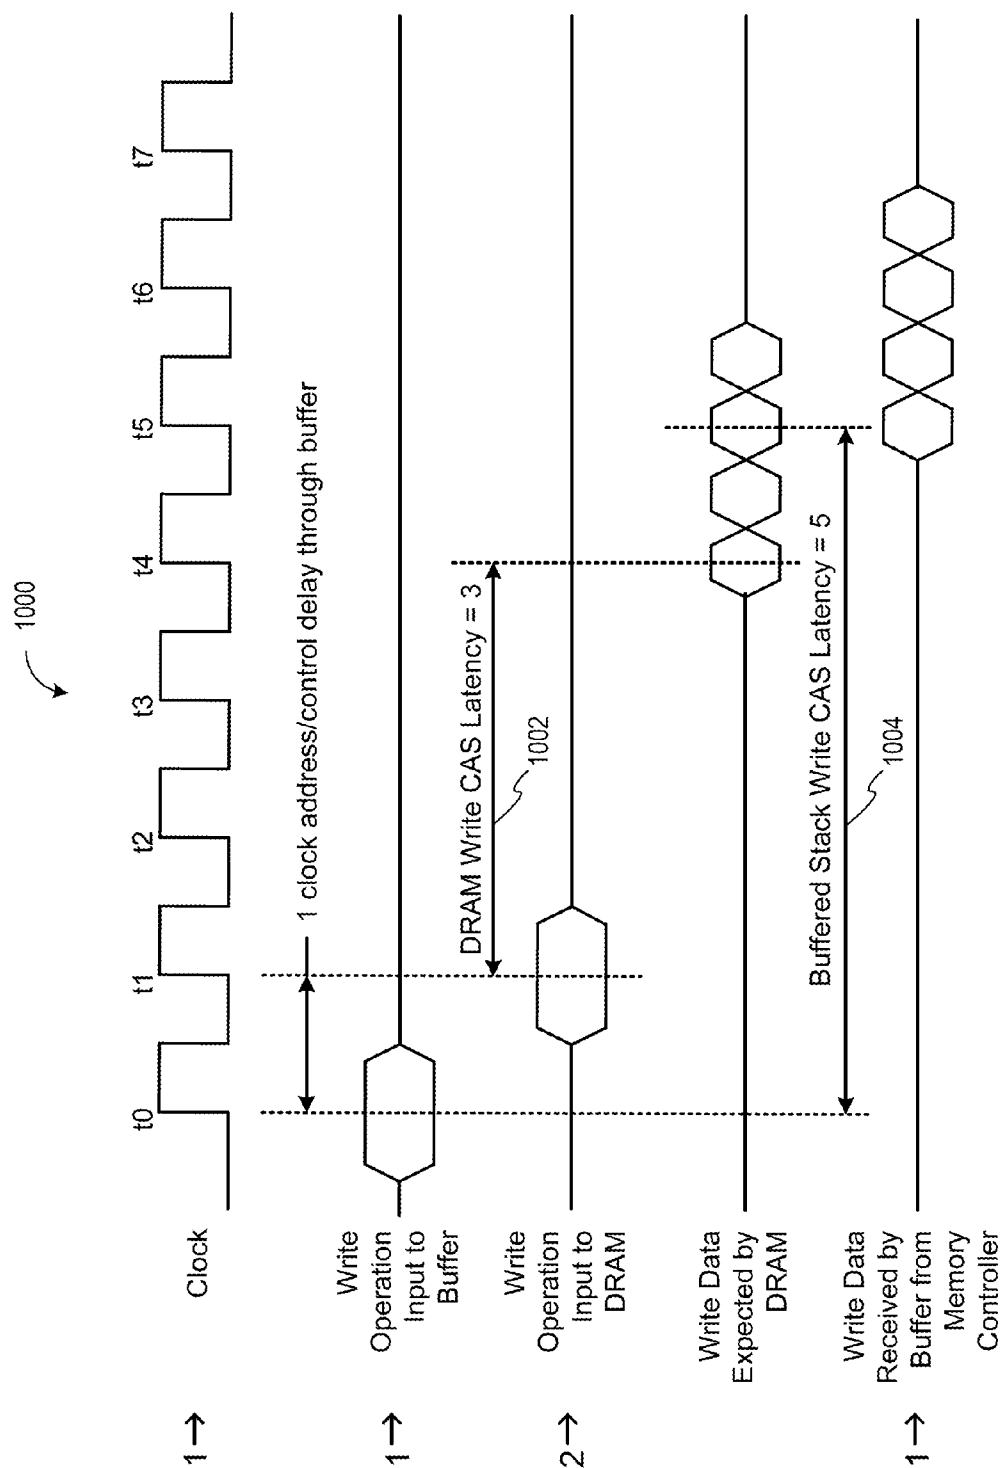 1000
t0 t1 t2 t3 t4 t5 t6 t7
1→ Clock
1 clock address/control delay through buffer
1→ Write
Operation
Input to
Buffer
DRAM Write CAS Latency = 3
1002
2→ Write
Operation
Input to
DRAM
Write Data
Expected by
DRAM
Buffered Stack Write CAS Latency = 5
1004
1→ Write Data
Received by
Buffer from
Memory
Controller